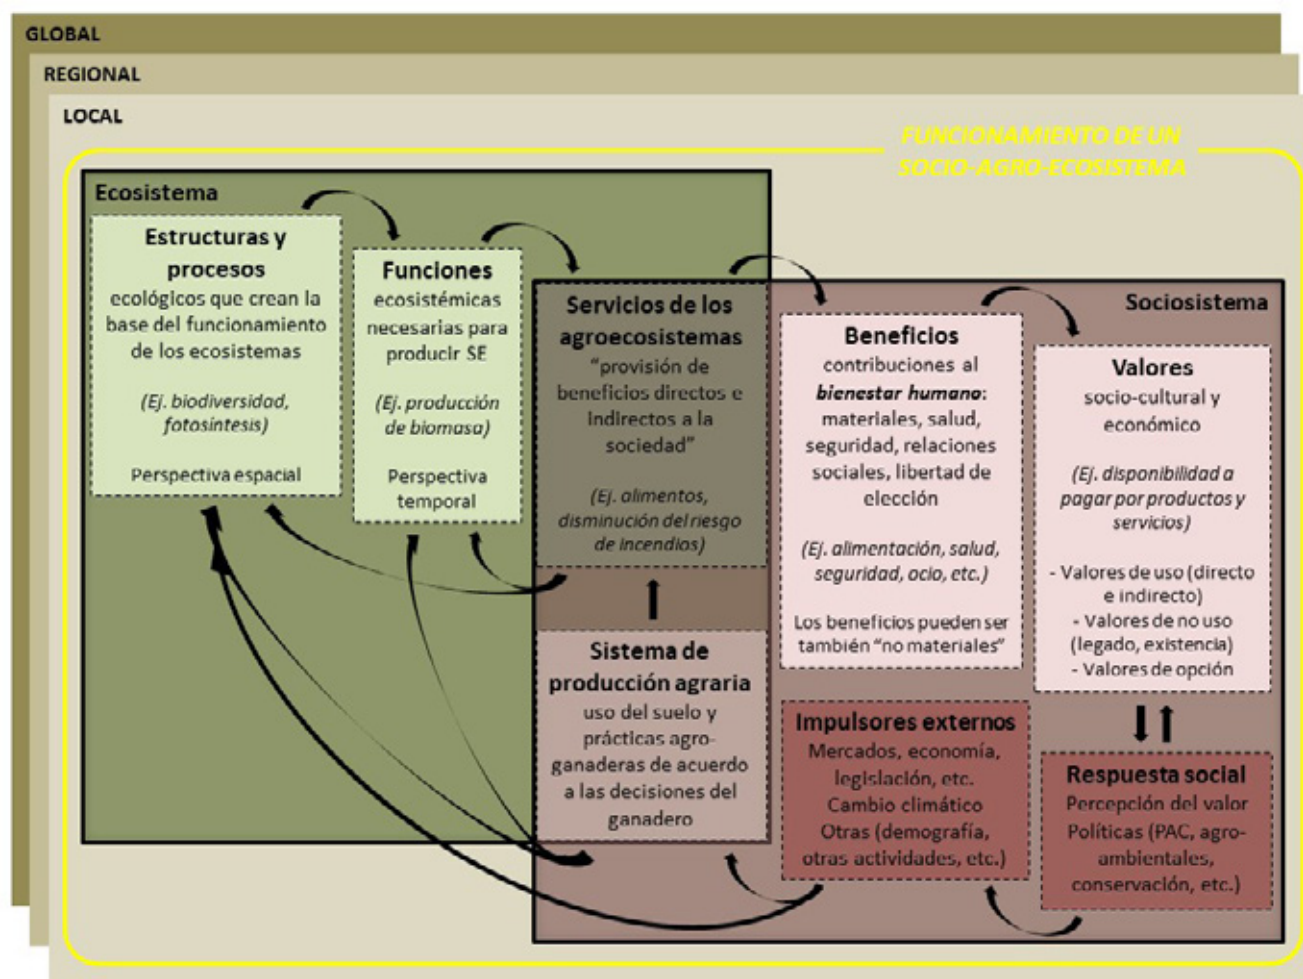 GLOBAL
REGIONAL
LOCAL
FUNCIONAMIENTO DE UN
SOCIO-AGRO-ECOSISTEMA
Ecosistema
Estructuras y
procesos
ecológicos que crean la
base del funcionamiento
de los ecosistemas
(Ej. biodiversidad,
fotosíntesis)
Perspectiva espacial
Funciones
ecosistémicas
necesarias para
producir SE
(Ej. producción
de biomasa)
Perspectiva
temporal
Servicios de los
agroecosistemas
“provisión de
beneficios directos e
indirectos a la
sociedad”
(Ej. alimentos,
disminución del riesgo
de incendios)
Sistema de
producción agraria
uso del suelo y
prácticas agro-
ganaderas de acuerdo
a las decisiones del
ganadero
Sociosistema
Beneficios
contribuciones al
bienestar humano:
materiales, salud,
seguridad, relaciones
sociales, libertad de
elección
(Ej. alimentación, salud,
seguridad, ocio, etc.)
Los beneficios pueden ser
también “no materiales”
Valores
socio-cultural y
económico
(Ej. disponibilidad a
pagar por productos y
servicios)
- Valores de uso (directo
e indirecto)
- Valores de no uso
(legado, existencia)
- Valores de opción
Impulsores externos
Mercados, economía,
legislación, etc.
Cambio climático
Otras (demografía,
otras actividades, etc.)
Respuesta social
Percepción del valor
Políticas (PAC, agro-
ambientales,
conservación, etc.)